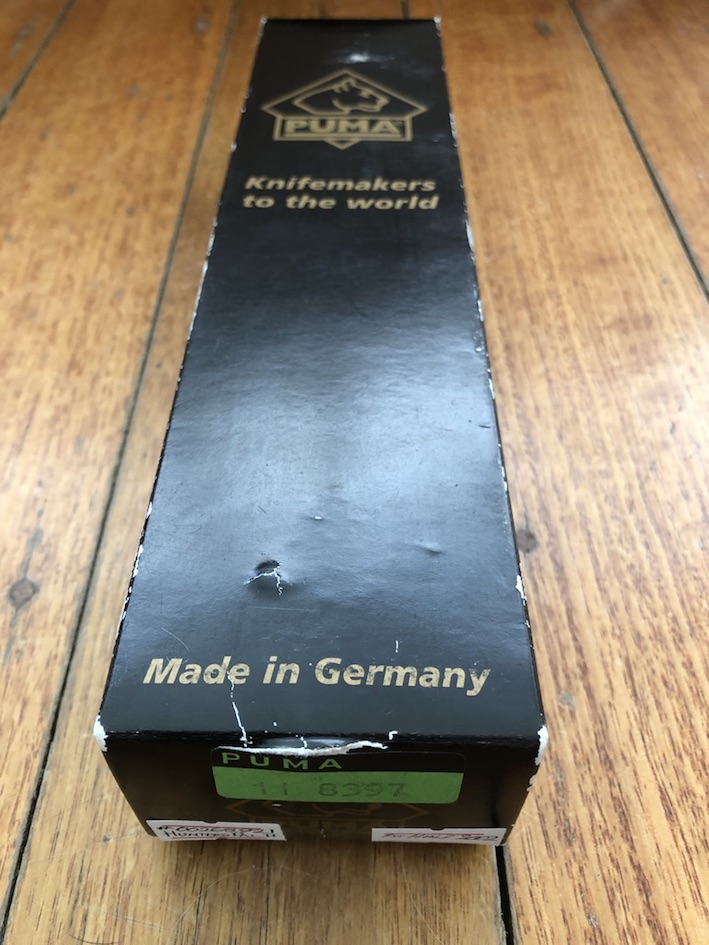 PUMA
Knifemakers
to the world
Made in Germany
PUMA
11 8397